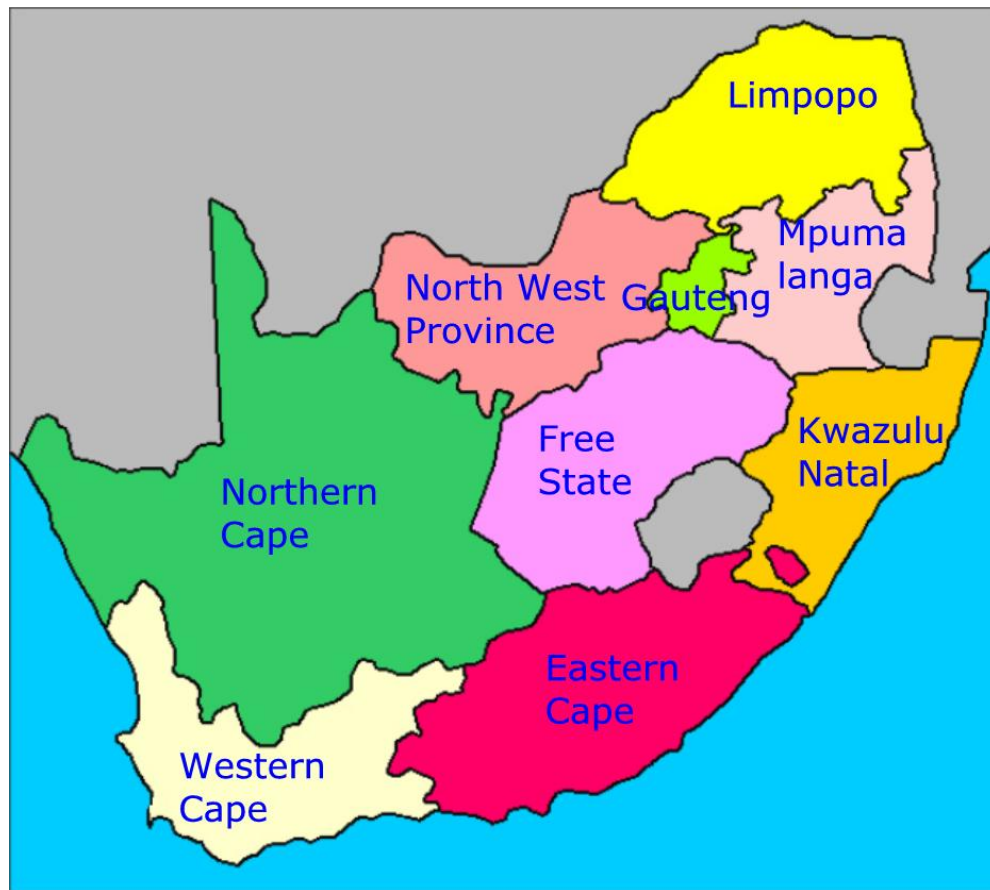 Limpopo
Mpuma
langa
North West
Province
Gauteng
Free
State
Kwazulu
Natal
Northern
Cape
Eastern
Cape
Western
Cape